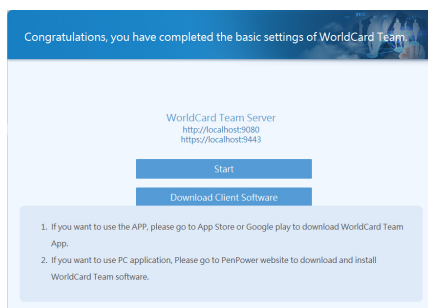 Congratulations, you have completed the basic settings of WorldCard Team.
WorldCard Team Server
http://localhost:9080
https://localhost:9443
Start
Download Client Software
1. If you want to use the APP, please go to App Store or Google play to download WorldCard Team
App.
2. If you want to use PC application, Please go to PenPower website to download and install
WorldCard Team software.